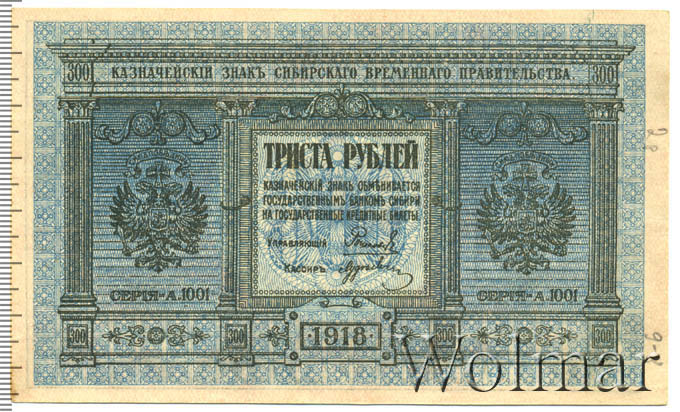 300 КАЗНАЧЕЙСКІЙ ЗНАКЪ СИБИРСКАГО ВРЕМЕННАГО ПРАВИТЕЛЬСТВА 300
ТРИСТА РУБЛЕЙ
КАЗНАЧЕЙСКІЙ ЗНАКЪ ОБМѢНИВАЕТСЯ
ГОСУДАРСТВЕННЫМЪ БАНКОМЪ СИБИРИ
НА ГОСУДАРСТВЕННЫЕ КРЕДИТНЫЕ БИЛЕТЫ.
УПРАВЛЯЮЩІЙ
КАССИРЪ
СЕРІЯ-А.1001 СЕРІЯ-А.1001
300 300 1918 300 300
Wolmar